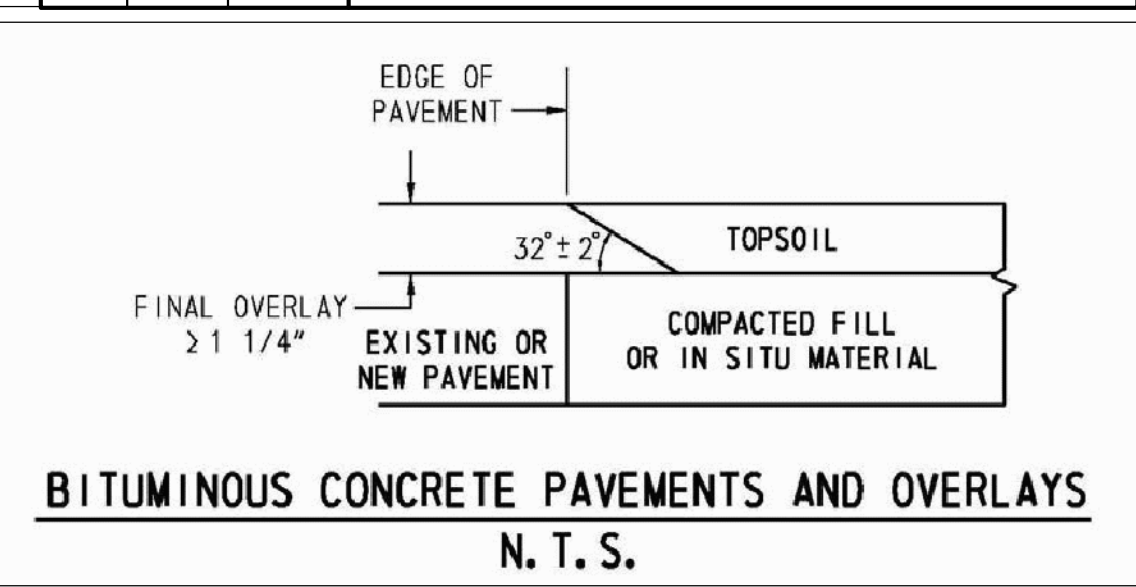 EDGE OF
PAVEMENT
32°± 2°
TOPSOIL
FINAL OVERLAY
≥1 1/4"
EXISTING OR
NEW PAVEMENT
COMPACTED FILL
OR IN SITU MATERIAL
BITUMINOUS CONCRETE PAVEMENTS AND OVERLAYS
N.T.S.